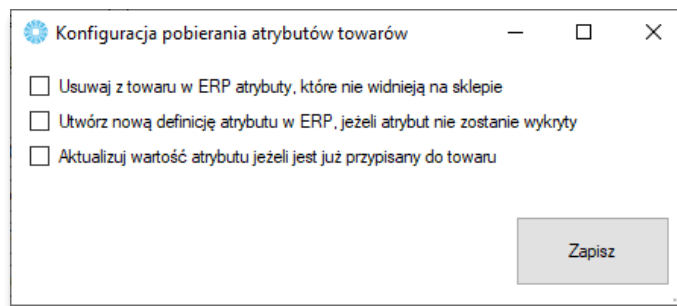 Konfiguracja pobierania atrybutów towarów
Usuwaj z towaru w ERP atrybuty, które nie widnieją na sklepie
Utwórz nową definicję atrybutu w ERP, jeżeli atrybut nie zostanie wykryty
Aktualizuj wartość atrybutu jeżeli jest już przypisany do towaru
Zapisz